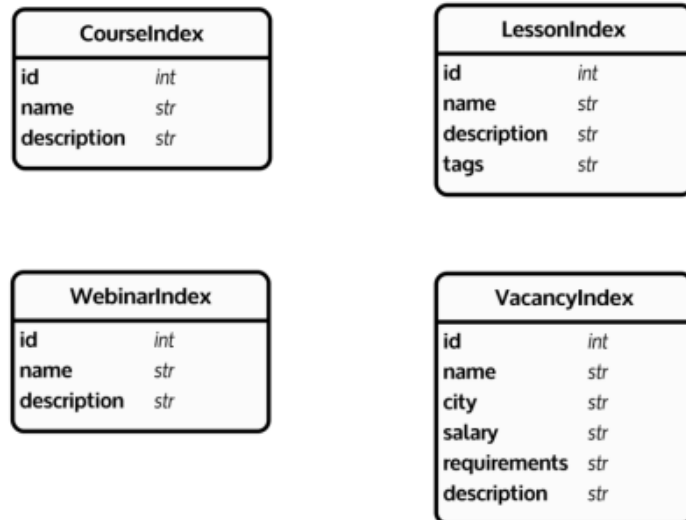 CourseIndex
id int
name str
description str
LessonIndex
id int
name str
description str
tags str
WebinarIndex
id int
name str
description str
VacancyIndex
id int
name str
city str
salary str
requirements str
description str